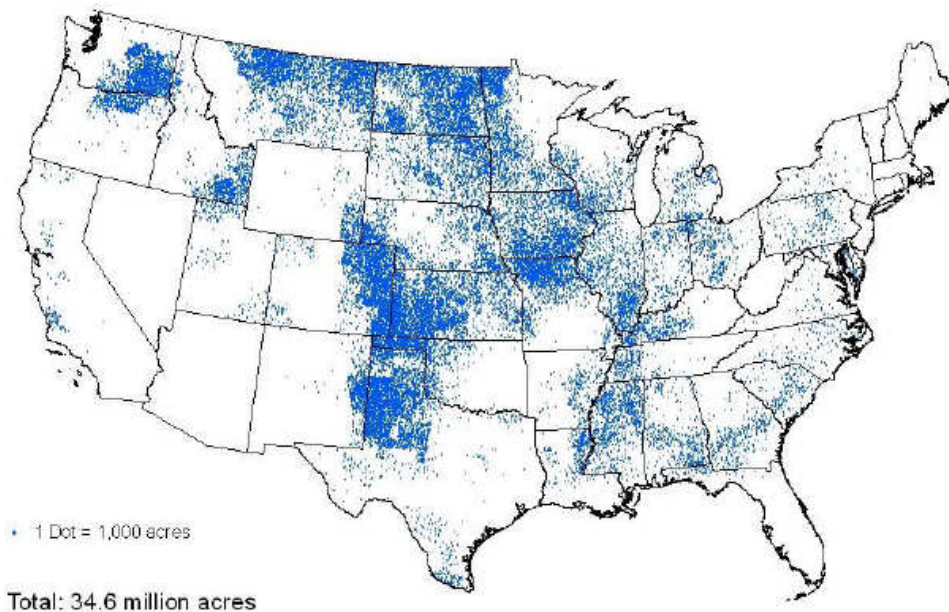 1 Dot = 1,000 acres
Total: 34.6 million acres